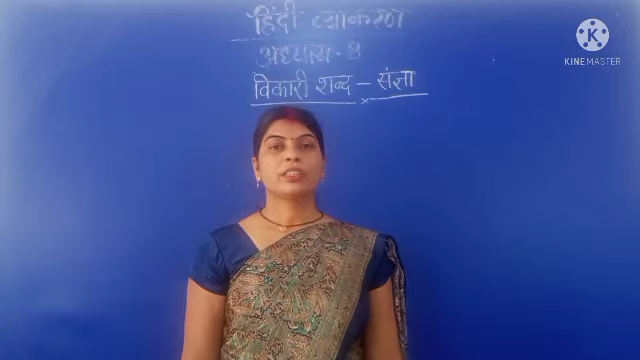 हिंदी व्याकरण
अध्याय - 8
विकारी शब्द - संज्ञा
KINEMASTER